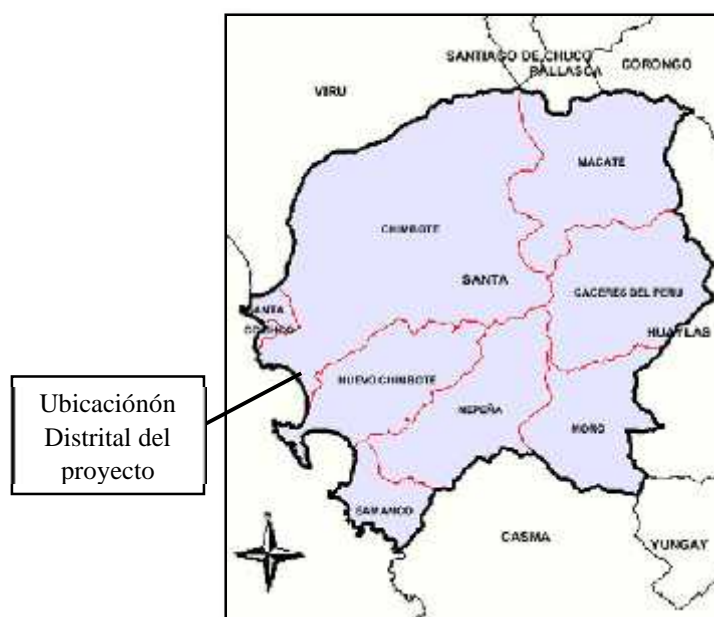 SANTIAGO DE CHUCO
PALLASCA
CORONGO
VIRU
MACATE
CHIMBOTE
SANTA
CACERES DEL PERU
SANTA
COISHCO
HUAYLAS
NUEVO CHIMBOTE
NEPEÑA
MORO
SAMANCO
CASMA
YUNGAY
Ubicaciónón
Distrital del
proyecto